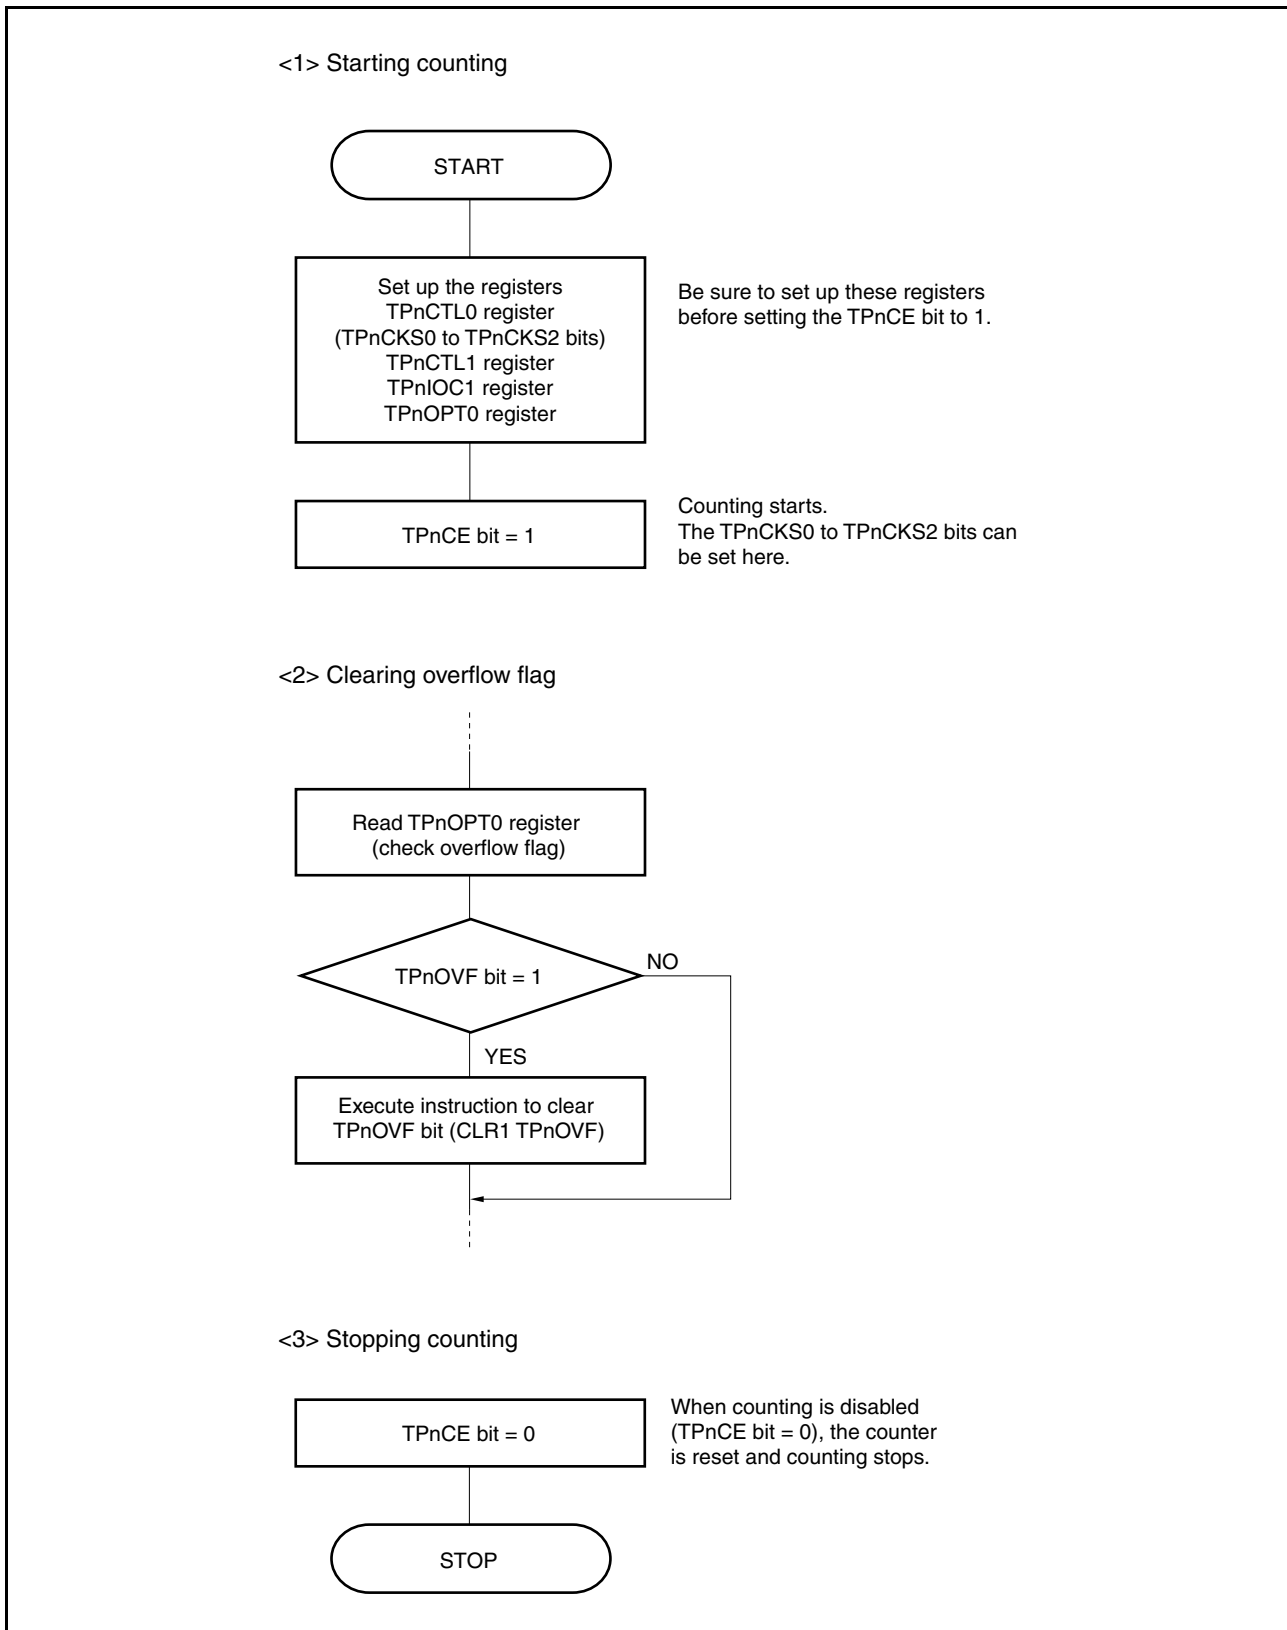 <1> Starting counting
START
Set up the registers
TPnCTL0 register
(TPnCKS0 to TPnCKS2 bits)
TPnCTL1 register
TPnIOC1 register
TPnOPT0 register
Be sure to set up these registers
before setting the TPnCE bit to 1.
TPnCE bit = 1
Counting starts.
The TPnCKS0 to TPnCKS2 bits can
be set here.
<2> Clearing overflow flag
Read TPnOPT0 register
(check overflow flag)
TPnOVF bit = 1
NO
YES
Execute instruction to clear
TPnOVF bit (CLR1 TPnOVF)
<3> Stopping counting
TPnCE bit = 0
When counting is disabled
(TPnCE bit = 0), the counter
is reset and counting stops.
STOP